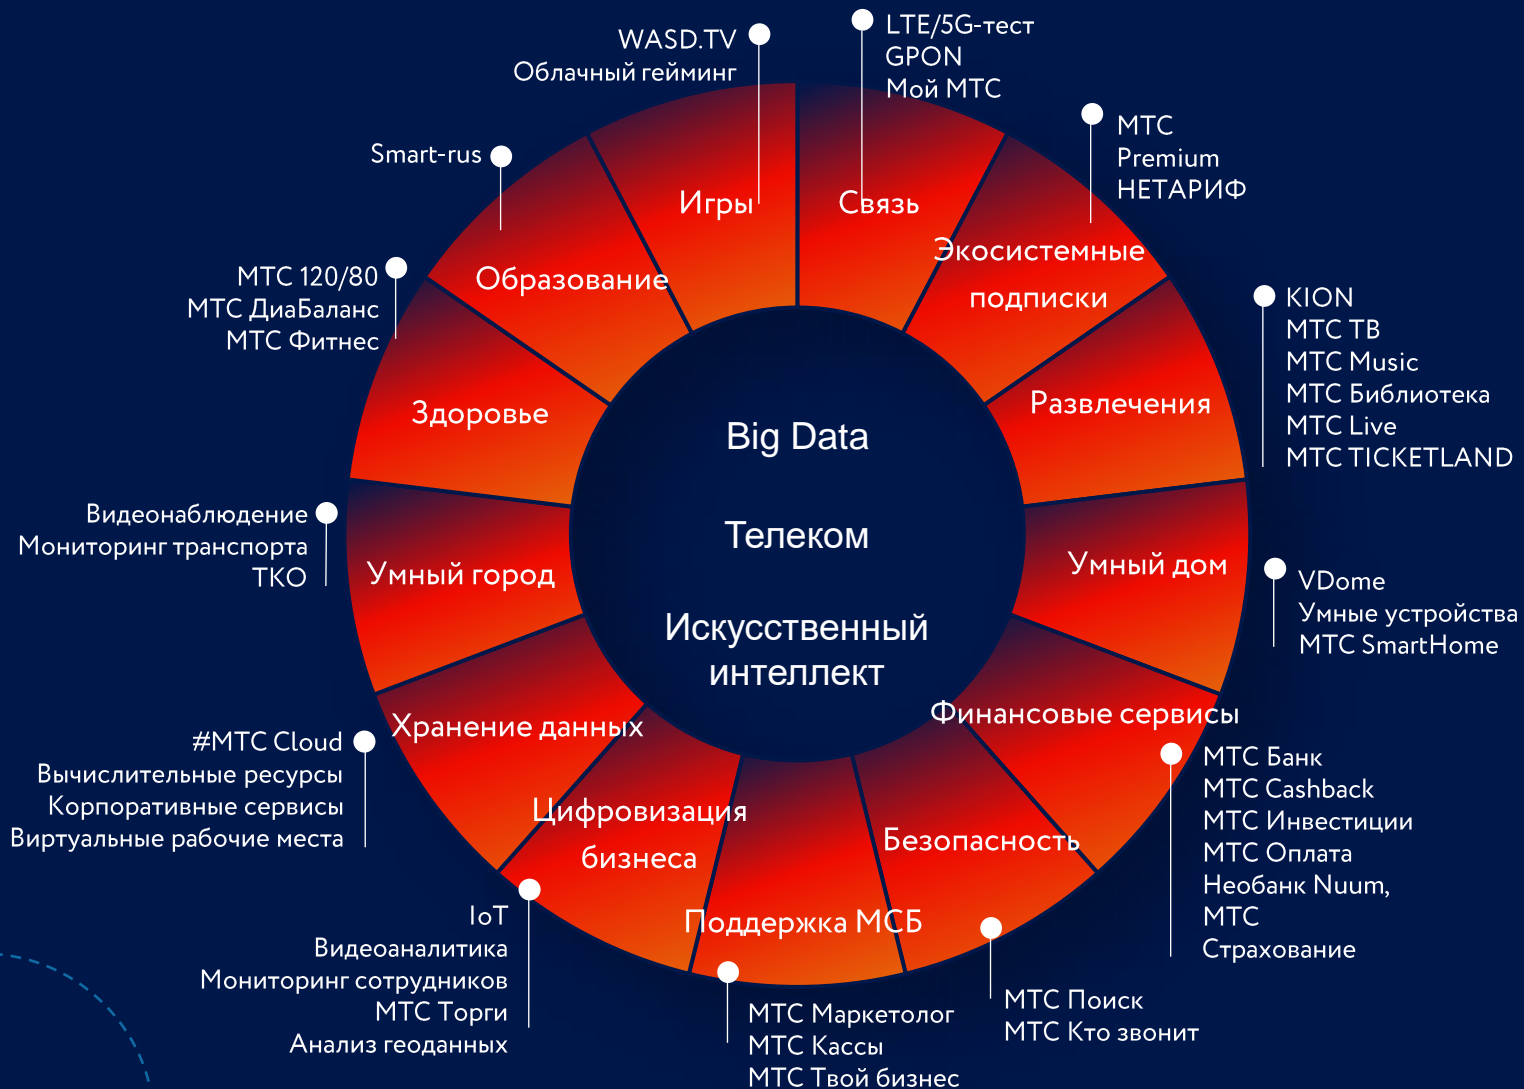 WASD.TV
Облачный гейминг
LTE/5G-тест
GPON
Мой МТС
МТС
Premium
НЕТАРИФ
Smart-rus
МТС 120/80
МТС ДиаБаланс
МТС Фитнес
KION
МТС ТВ
МТС Music
МТС Библиотека
МТС Live
МТС TICKETLAND
Игры
Связь
Экосистемные
подписки
Образование
Развлечения
Здоровье
Big Data
Телеком
Искусственный
интеллект
Видеонаблюдение
Мониторинг транспорта
ТКО
Умный город
Умный дом
VDome
Умные устройства
МТС SmartHome
Хранение данных
Финансовые сервисы
#МТС Cloud
Вычислительные ресурсы
Корпоративные сервисы
Виртуальные рабочие места
МТС Банк
МТС Cashback
МТС Инвестиции
МТС Оплата
Необанк Nuum,
МТС
Страхование
Цифровизация
бизнеса
Безопасность
Поддержка МСБ
IoT
Видеоаналитика
Мониторинг сотрудников
МТС Торги
Анализ геоданных
МТС Маркетолог
МТС Кассы
МТС Твой бизнес
МТС Поиск
МТС Кто звонит